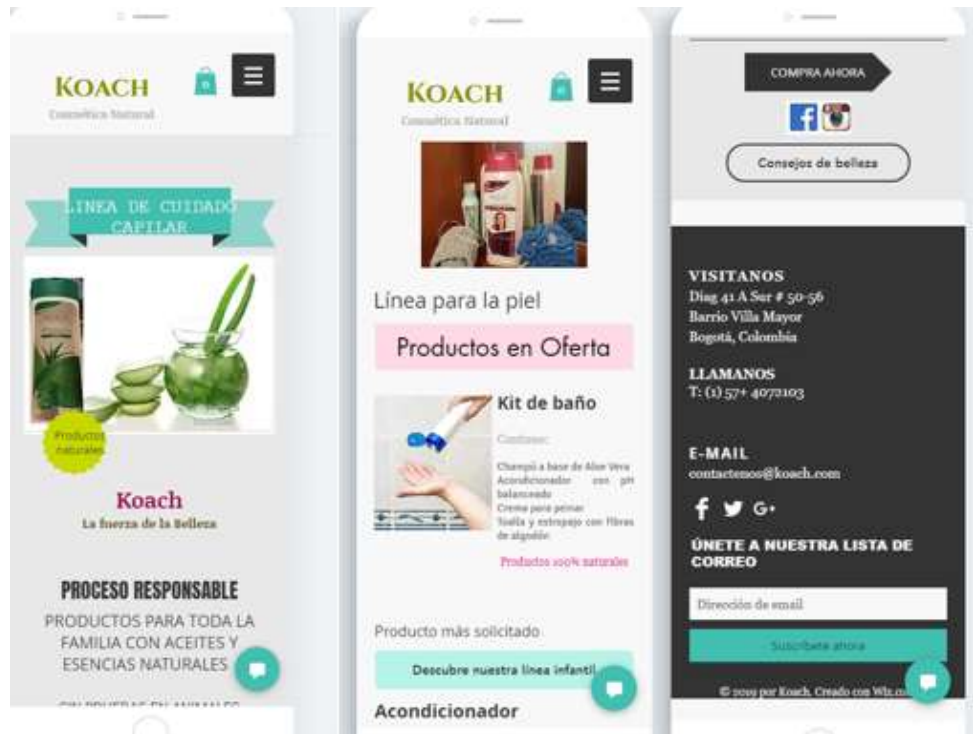 KOACH
0
Cosmética Natural
LINEA DE CUIDADO
CAPILAR
Productos
naturales
Koach
La fuerza de la Belleza
PROCESO RESPONSABLE
PRODUCTOS PARA TODA LA
FAMILIA CON ACEITES Y
ESENCIAS NATURALES
SIN PRUEBAS EN ANIMALES
KOACH
Cosmética Natural
Línea para la piel
Productos en Oferta
Kit de baño
Contiene:
Champú a base de Aloe Vera
Acondicionador con pH
balanceado
Crema para peinar
Toalla y estropajo con fibras
de algodón
Productos 100% naturales
Producto más solicitado
Descubre nuestra línea infantil
Acondicionador
COMPRA AHORA
Consejos de belleza
VISITANOS
Diag 41 A Sur # 50-56
Barrio Villa Mayor
Bogotá, Colombia
LLAMANOS
T: (1) 57+ 4072103
E-MAIL
contactenos@koach.com
G+
ÚNETE A NUESTRA LISTA DE
CORREO
Dirección de email
Suscríbete ahora
© 2019 por Koach. Creado con Wix.